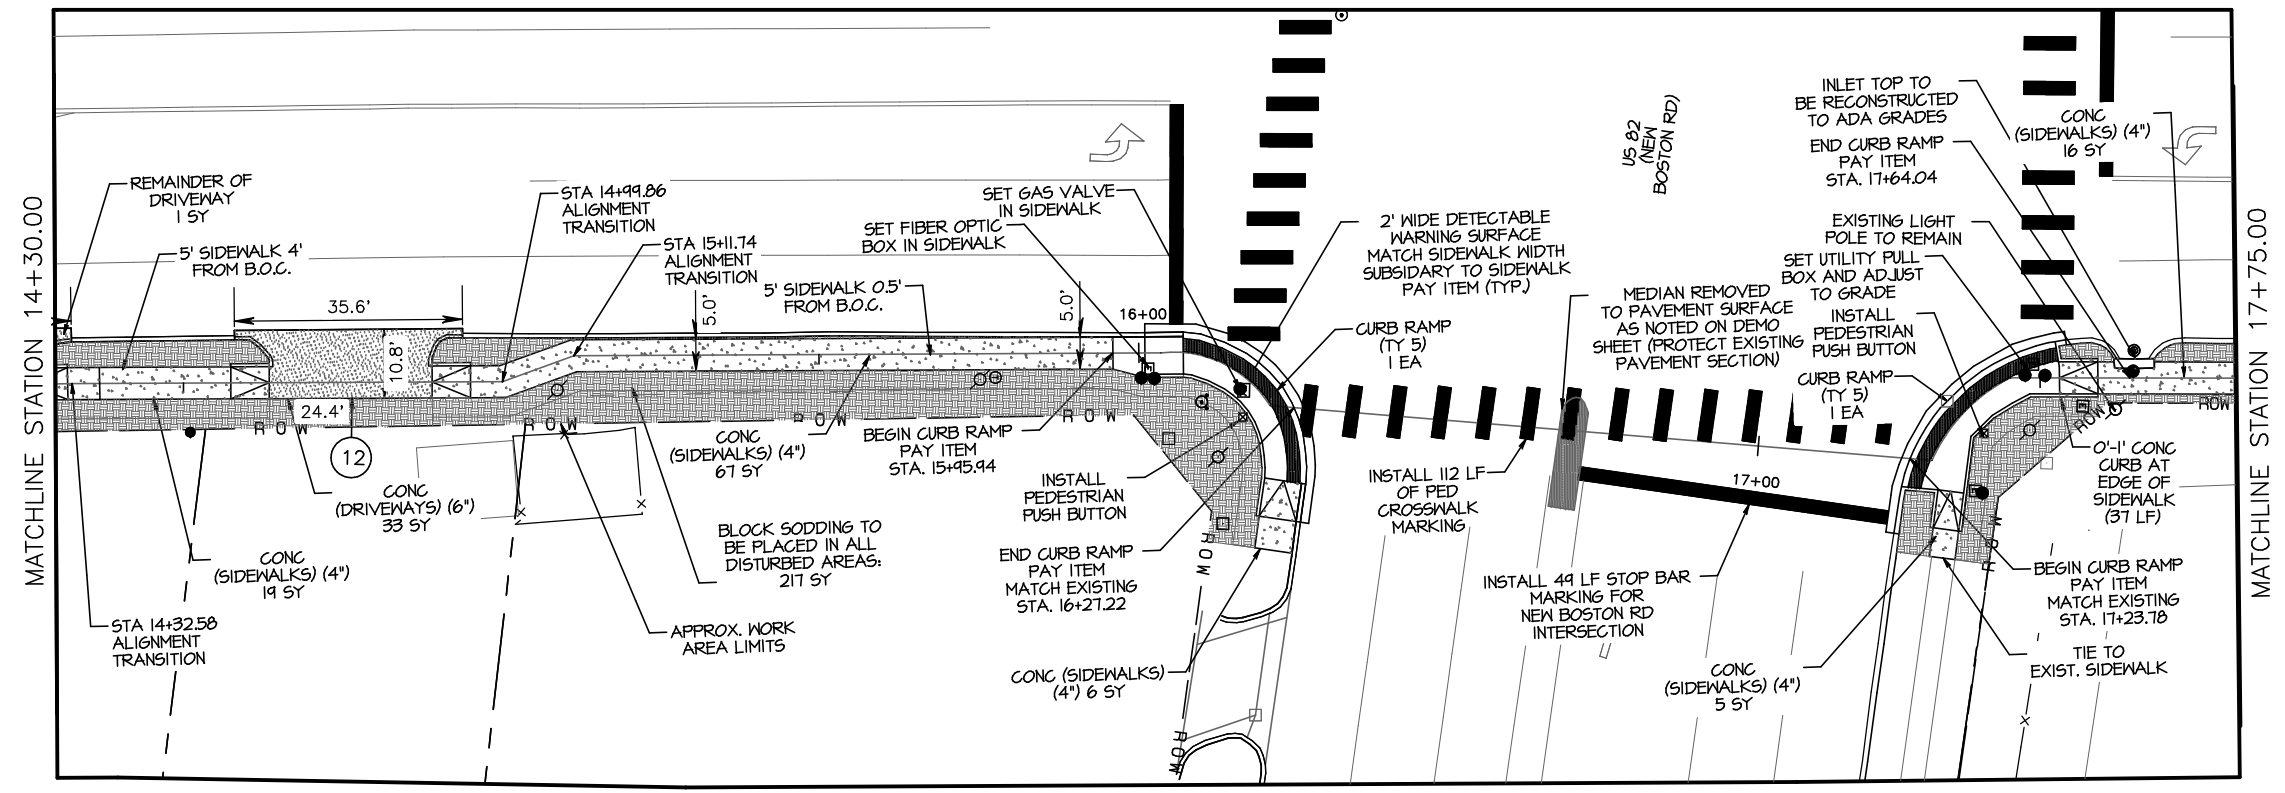 MATCHLINE STATION 14+30.00
REMAINDER OF
DRIVEWAY
1 SY
5' SIDEWALK 4'
FROM B.O.C.
35.6'
10.8'
24.4'
12
STA 14+99.86
ALIGNMENT
TRANSITION
STA 15+11.74
ALIGNMENT
TRANSITION
5.0'
5' SIDEWALK 0.5'
FROM B.O.C.
SET FIBER OPTIC
BOX IN SIDEWALK
SET GAS VALVE
IN SIDEWALK
5.0'
16+00
2' WIDE DETECTABLE
WARNING SURFACE
MATCH SIDEWALK WIDTH
SUBSIDARY TO SIDEWALK
PAY ITEM (TYP.)
CURB RAMP
(TY 5)
1 EA
US 82
(NEW
BOSTON RD)
MEDIAN REMOVED
TO PAVEMENT SURFACE
AS NOTED ON DEMO
SHEET (PROTECT EXISTING
PAVEMENT SECTION)
INLET TOP TO
BE RECONSTRUCTED
TO ADA GRADES
END CURB RAMP
PAY ITEM
STA. 17+64.04
EXISTING LIGHT
POLE TO REMAIN
SET UTILITY PULL
BOX AND ADJUST
TO GRADE
INSTALL
PEDESTRIAN
PUSH BUTTON
CURB RAMP
(TY 5)
1 EA
CONC
(SIDEWALKS) (4")
16 SY
MATCHLINE STATION 17+75.00
ROW
ROW
ROW
ROW
ROW
ROW
ROW
ROW
ROW
ROW
CONC
(DRIVEWAYS) (6")
33 SY
CONC
(SIDEWALKS) (4")
19 SY
STA 14+32.58
ALIGNMENT
TRANSITION
CONC
(SIDEWALKS) (4")
67 SY
BLOCK SODDING TO
BE PLACED IN ALL
DISTURBED AREAS:
217 SY
APPROX. WORK
AREA LIMITS
BEGIN CURB RAMP
PAY ITEM
STA. 15+95.94
INSTALL
PEDESTRIAN
PUSH BUTTON
END CURB RAMP
PAY ITEM
MATCH EXISTING
STA. 16+27.22
CONC (SIDEWALKS)
(4") 6 SY
INSTALL 112 LF
OF PED
CROSSWALK
MARKING
17+00
INSTALL 49 LF STOP BAR
MARKING FOR
NEW BOSTON RD
INTERSECTION
CONC
(SIDEWALKS) (4")
5 SY
0'-1' CONC
CURB AT
EDGE OF
SIDEWALK
(37 LF)
BEGIN CURB RAMP
PAY ITEM
MATCH EXISTING
STA. 17+23.78
TIE TO
EXIST. SIDEWALK